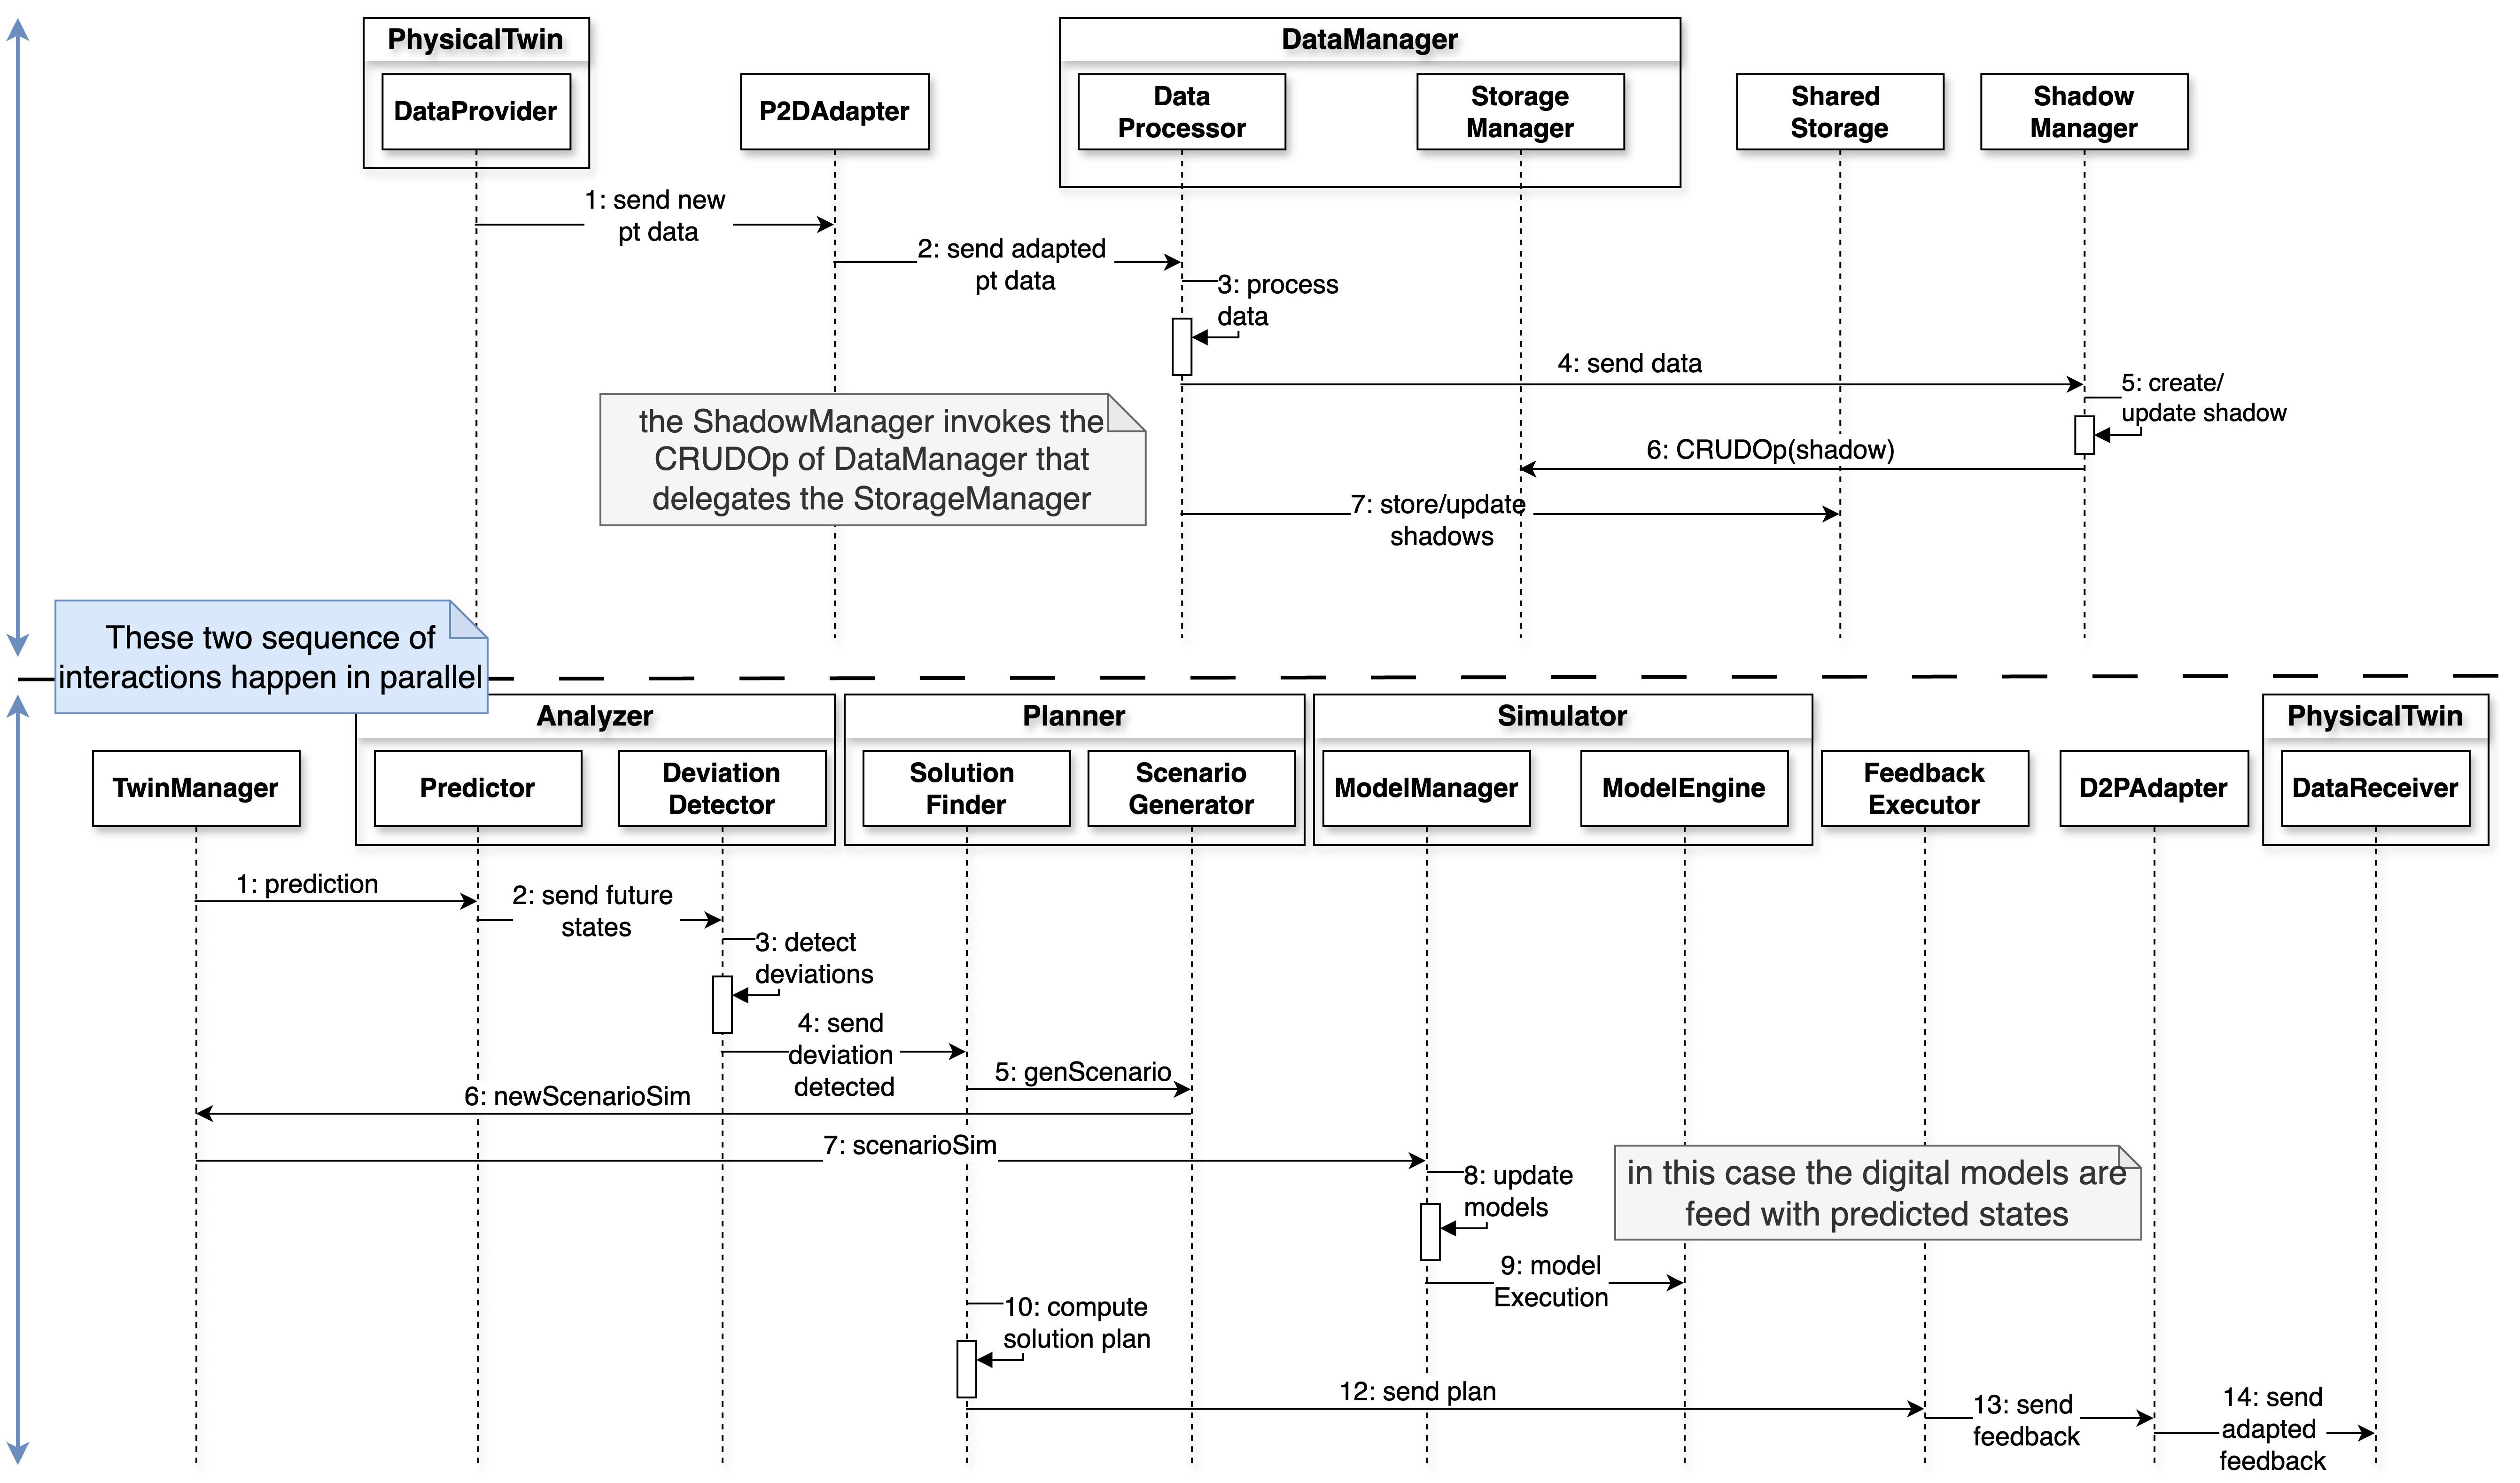 PhysicalTwin
DataManager
DataProvider
P2DAdapter
Data
Processor
Storage
Manager
Shared
Storage
Shadow
Manager
1: send new
pt data
2: send adapted
pt data
3: process
data
4: send data
5: create/
update shadow
the ShadowManager invokes the
CRUDOp of DataManager that
delegates the StorageManager
6: CRUDOp(shadow)
7: store/update
shadows
These two sequence of
interactions happen in parallel
Analyzer
Planner
Simulator
PhysicalTwin
TwinManager
Predictor
Deviation
Detector
Solution
Finder
Scenario
Generator
ModelManager
ModelEngine
Feedback
Executor
D2PAdapter
DataReceiver
1: prediction
2: send future
states
3: detect
deviations
4: send
deviation
detected
5: genScenario
6: newScenarioSim
7: scenarioSim
8: update
models
in this case the digital models are
feed with predicted states
9: model
Execution
10: compute
solution plan
12: send plan
13: send
feedback
14: send
adapted
feedback